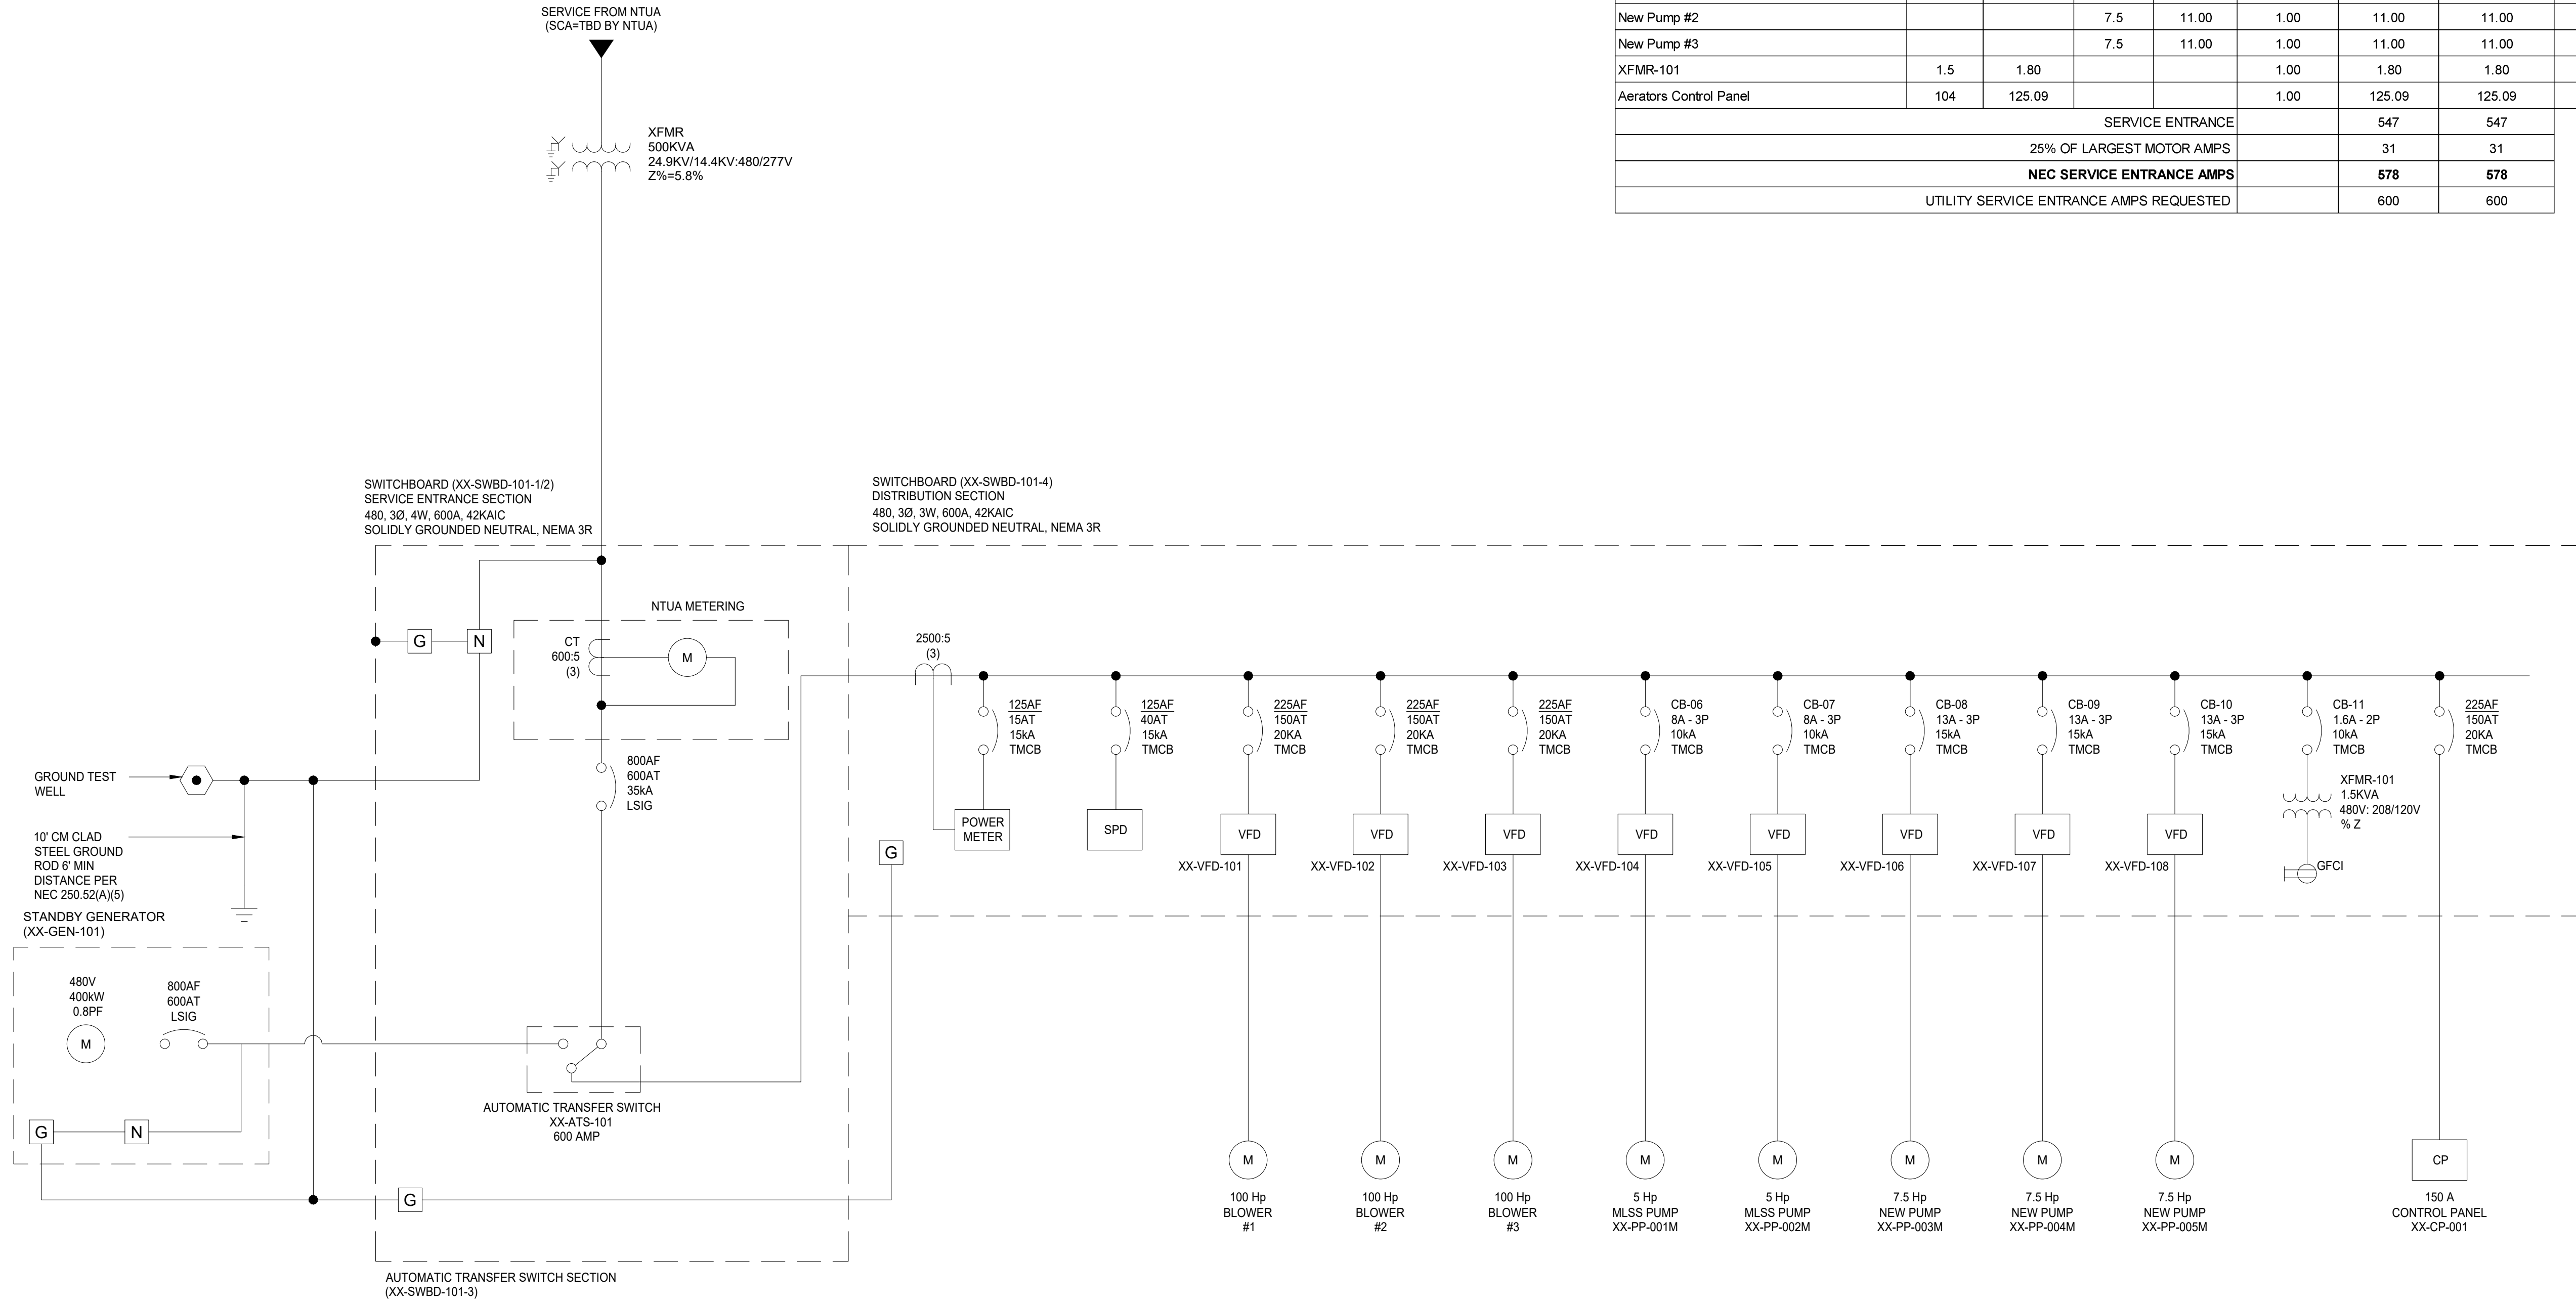 SERVICE FROM NTUA
(SCA=TBD BY NTUA)
New Pump #2 7.5 11.00 1.00 11.00 11.00
New Pump #3 7.5 11.00 1.00 11.00 11.00
XFMR-101 1.5 1.80 1.00 1.80 1.80
Aerators Control Panel 104 125.09 1.00 125.09 125.09
SERVICE ENTRANCE 547 547
25% OF LARGEST MOTOR AMPS 31 31
NEC SERVICE ENTRANCE AMPS 578 578
UTILITY SERVICE ENTRANCE AMPS REQUESTED 600 600
XFMR
500KVA
24.9KV/14.4KV:480/277V
Z%=5.8%
SWITCHBOARD (XX-SWBD-101-1/2)
SERVICE ENTRANCE SECTION
480, 3Ø, 4W, 600A, 42KAIC
SOLIDLY GROUNDED NEUTRAL, NEMA 3R
SWITCHBOARD (XX-SWBD-101-4)
DISTRIBUTION SECTION
480, 3Ø, 3W, 600A, 42KAIC
SOLIDLY GROUNDED NEUTRAL, NEMA 3R
NTUA METERING
G
N
CT
600:5
(3)
M
800AF
600AT
35kA
LSIG
2500:5
(3)
125AF
15AT
15kA
TMCB
125AF
40AT
15kA
TMCB
225AF
150AT
20KA
TMCB
225AF
150AT
20KA
TMCB
225AF
150AT
20KA
TMCB
CB-06
8A - 3P
10kA
TMCB
CB-07
8A - 3P
10kA
TMCB
CB-08
13A - 3P
15kA
TMCB
CB-09
13A - 3P
15kA
TMCB
CB-10
13A - 3P
15kA
TMCB
CB-11
1.6A - 2P
10kA
TMCB
225AF
150AT
20KA
TMCB
XFMR-101
1.5KVA
480V: 208/120V
% Z
GFCI
G
POWER
METER
SPD
VFD
XX-VFD-101
VFD
XX-VFD-102
VFD
XX-VFD-103
VFD
XX-VFD-104
VFD
XX-VFD-105
VFD
XX-VFD-106
VFD
XX-VFD-107
VFD
XX-VFD-108
GROUND TEST
WELL
10' CM CLAD
STEEL GROUND
ROD 6' MIN
DISTANCE PER
NEC 250.52(A)(5)
STANDBY GENERATOR
(XX-GEN-101)
480V
400kW
0.8PF
M
800AF
600AT
LSIG
G
N
AUTOMATIC TRANSFER SWITCH
XX-ATS-101
600 AMP
G
M
100 Hp
BLOWER
#1
M
100 Hp
BLOWER
#2
M
100 Hp
BLOWER
#3
M
5 Hp
MLSS PUMP
XX-PP-001M
M
5 Hp
MLSS PUMP
XX-PP-002M
M
7.5 Hp
NEW PUMP
XX-PP-003M
M
7.5 Hp
NEW PUMP
XX-PP-004M
M
7.5 Hp
NEW PUMP
XX-PP-005M
CP
150 A
CONTROL PANEL
XX-CP-001
AUTOMATIC TRANSFER SWITCH SECTION
(XX-SWBD-101-3)